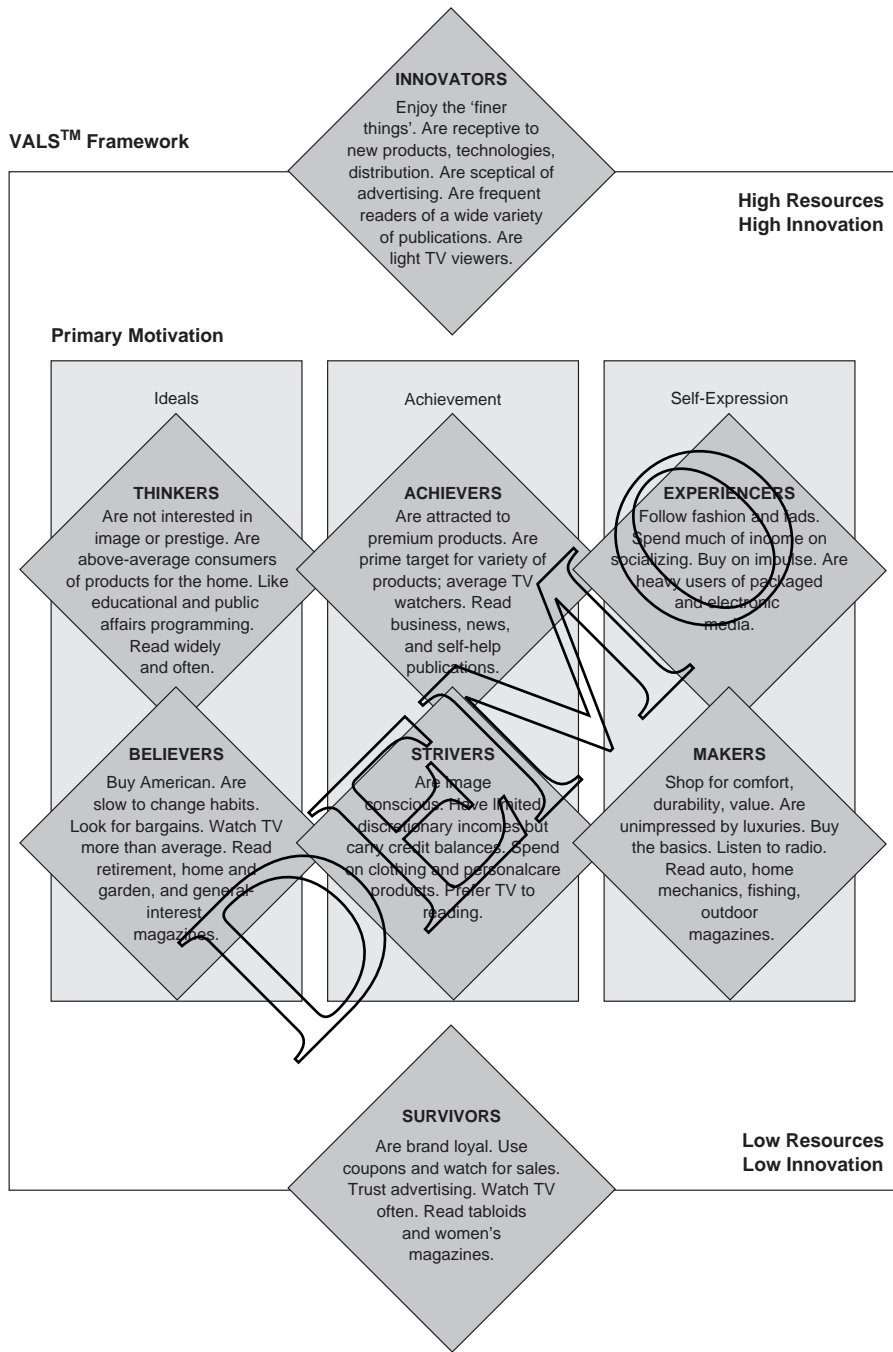 INNOVATORS
Enjoy the ‘finer
things’. Are receptive to
new products, technologies,
distribution. Are sceptical of
advertising. Are frequent
readers of a wide variety
of publications. Are
light TV viewers.
VALS™ Framework
High Resources
High Innovation
Primary Motivation
Ideals
THINKERS
Are not interested in
image or prestige. Are
above-average consumers
of products for the home. Like
educational and public
affairs programming.
Read widely
and often.
BELIEVERS
Buy American. Are
slow to change habits.
Look for bargains. Watch TV
more than average. Read
retirement, home and
garden, and general-
interest
magazines.
Achievement
ACHIEVERS
Are attracted to
premium products. Are
prime target for variety of
products; average TV
watchers. Read
business, news,
and self-help
publications.
STRIVERS
Are image
conscious. Have limited
discretionary incomes but
carry credit balances. Spend
on clothing and personalcare
products. Prefer TV to
reading.
Self-Expression
EXPERIENCERS
Follow fashion and fads.
Spend much of income on
socializing. Buy on impulse. Are
heavy users of packaged
and electronic
media.
MAKERS
Shop for comfort,
durability, value. Are
unimpressed by luxuries. Buy
the basics. Listen to radio.
Read auto, home
mechanics, fishing,
outdoor
magazines.
DEMO
SURVIVORS
Are brand loyal. Use
coupons and watch for sales.
Trust advertising. Watch TV
often. Read tabloids
and women’s
magazines.
Low Resources
Low Innovation